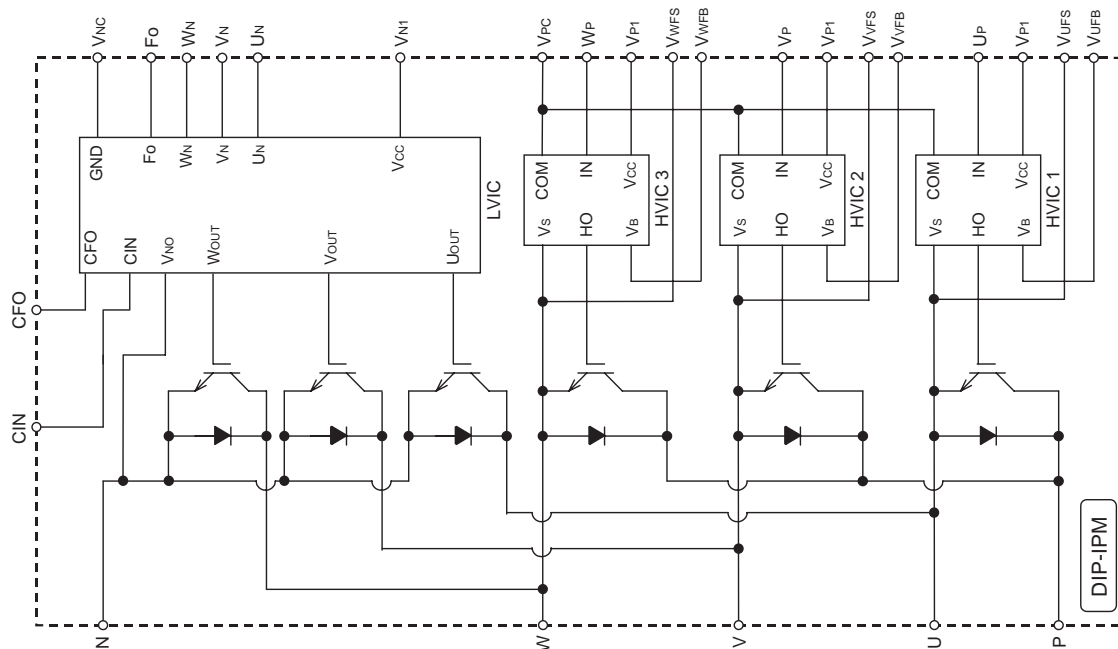 VNC
FO
WN
VN
UN
VN1
VPC
WP
VP1
VWFS
VWFB
VP
VP1
VVFS
VVFB
UP
VP1
VUFS
VUFB
GND
FO
WN
VN
UN
VCC
CFO
CIN
VNO
WOUT
VOUT
UOUT
LVIC
COM
IN
VCC
VS
HO
VB
HVIC 3
COM
IN
VCC
VS
HO
VB
HVIC 2
COM
IN
VCC
VS
HO
VB
HVIC 1
CFO
CIN
N
W
V
U
P
DIP-IPM